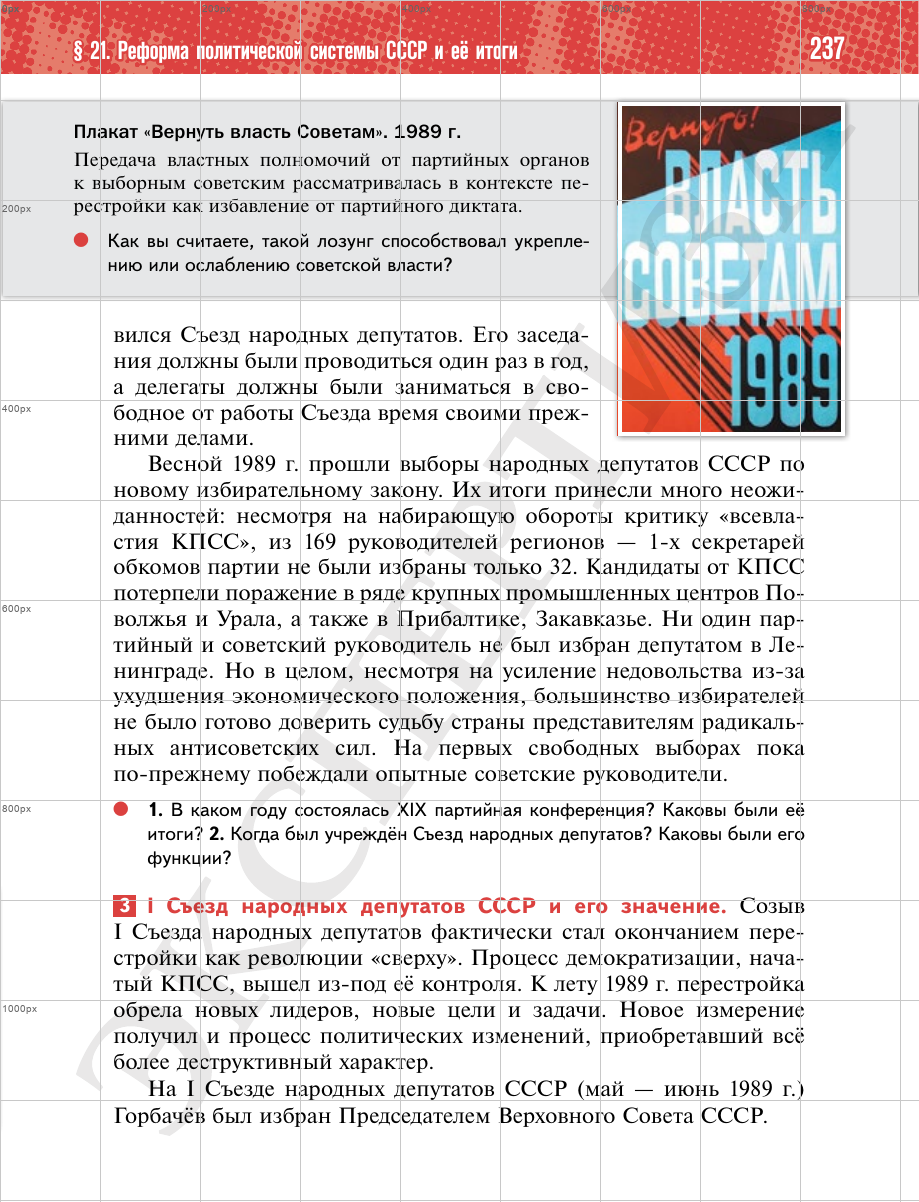 § 21. Реформа политической системы СССР и её итоги
237
Плакат «Вернуть власть Советам». 1989 г.
Передача властных полномочий от партийных органов
к выборным советским рассматривалась в контексте пе-
рестройки как избавление от партийного диктата.
Как вы считаете, такой лозунг способствовал укрепле-
нию или ослаблению советской власти?
Вернуть!
ВЛАСТЬ
СОВЕТАМ
1989
вился Съезд народных депутатов. Его заседа-
ния должны были проводиться один раз в год,
а делегаты должны были заниматься в сво-
бодное от работы Съезда время своими преж-
ними делами.
Весной 1989 г. прошли выборы народных депутатов СССР по
новому избирательному закону. Их итоги принесли много неожи-
данностей: несмотря на набирающую обороты критику «всевла-
стия КПСС», из 169 руководителей регионов — 1-х секретарей
обкомов партии не были избраны только 32. Кандидаты от КПСС
потерпели поражение в ряде крупных промышленных центров По-
волжья и Урала, а также в Прибалтике, Закавказье. Ни один пар-
тийный и советский руководитель не был избран депутатом в Ле-
нинграде. Но в целом, несмотря на усиление недовольства из-за
ухудшения экономического положения, большинство избирателей
не было готово доверить судьбу страны представителям радикаль-
ных антисоветских сил. На первых свободных выборах пока
по-прежнему побеждали опытные советские руководители.
1. В каком году состоялась XIX партийная конференция? Каковы были её
итоги? 2. Когда был учреждён Съезд народных депутатов? Каковы были его
функции?
3 I Съезд народных депутатов СССР и его значение. Созыв
I Съезда народных депутатов фактически стал окончанием пере-
стройки как революции «сверху». Процесс демократизации, нача-
тый КПСС, вышел из-под её контроля. К лету 1989 г. перестройка
обрела новых лидеров, новые цели и задачи. Новое измерение
получил и процесс политических изменений, приобретавший всё
более деструктивный характер.
На I Съезде народных депутатов СССР (май — июнь 1989 г.)
Горбачёв был избран Председателем Верховного Совета СССР.
ЭКСПЕРТИЗА
200px
400px
600px
800px
1000px